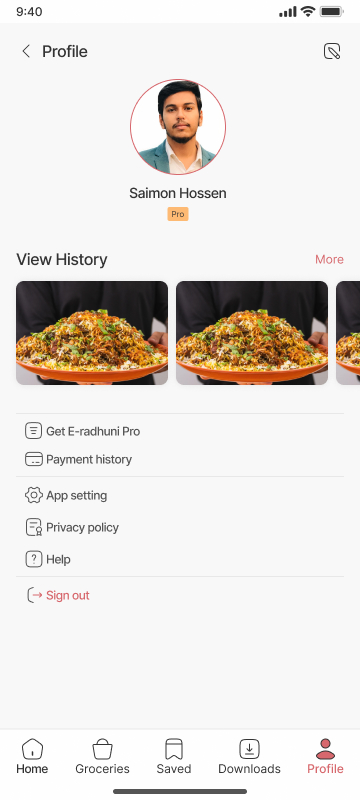 9:40
Profile
Saimon Hossen
Pro
View History More
Get E-radhuni Pro
Payment history
App setting
Privacy policy
Help
Sign out
Home Groceries Saved Downloads Profile